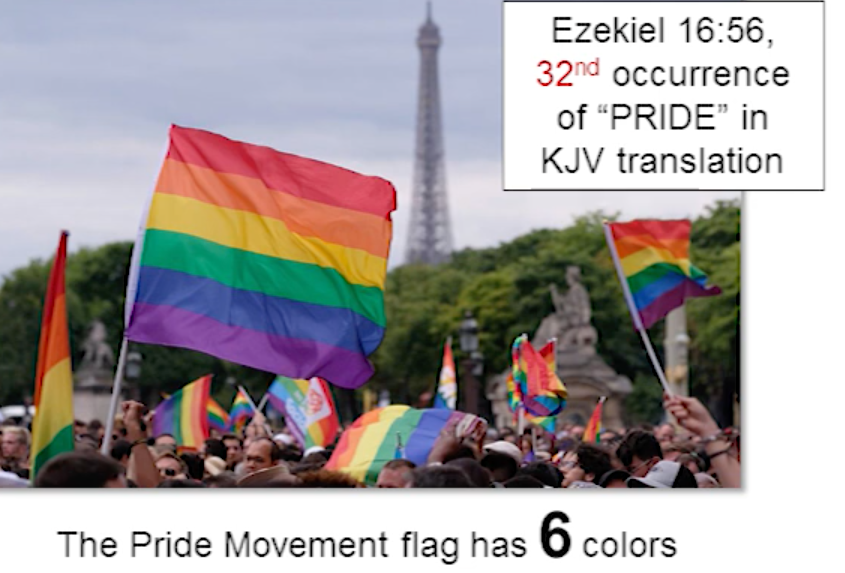 Ezekiel 16:56,
32nd occurrence
of “PRIDE” in
KJV translation
The Pride Movement flag has 6 colors